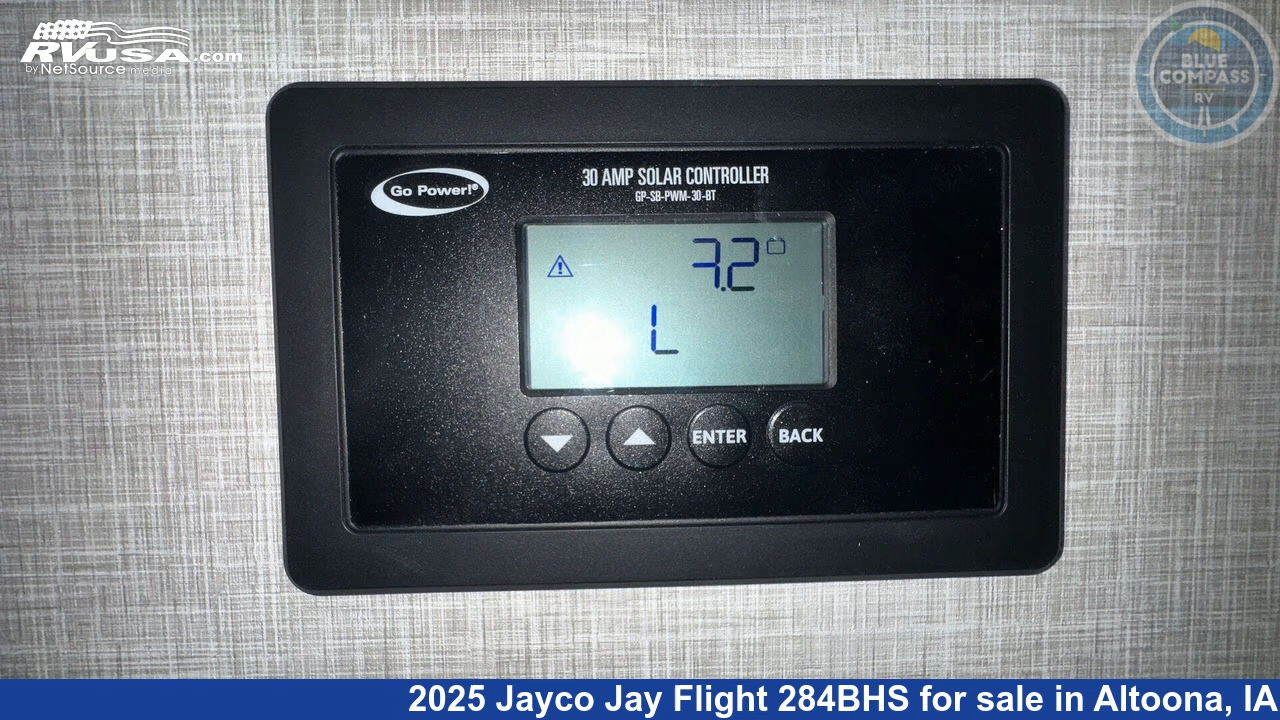 RVUSA.com
by NetSource media
BLUE
COMPASS
RV
Go Power!®
30 AMP SOLAR CONTROLLER
GP-SB-PWM-30-BT
7.2
L
ENTER
BACK
2025 Jayco Jay Flight 284BHS for sale in Altoona, IA